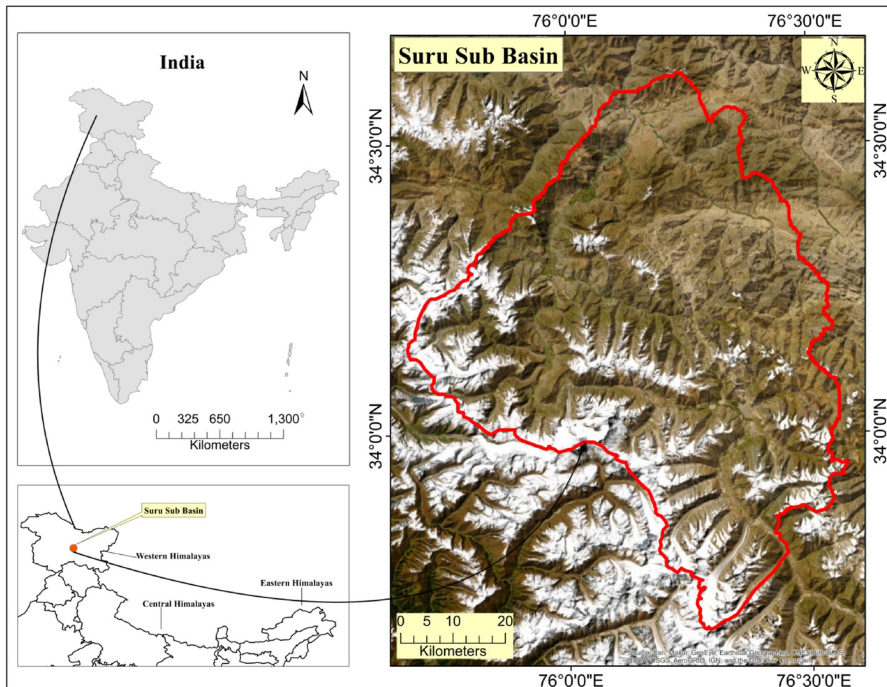 India
N
0 325 650 1,300
Kilometers
Suru Sub Basin
Western Himalayas
Eastern Himalayas
Central Himalayas
76°0'0"E
76°30'0"E
Suru Sub Basin
N
W
E
S
34°30'0"N
34°30'0"N
34°0'0"N
34°0'0"N
0 5 10 20
Kilometers
76°0'0"E
76°30'0"E